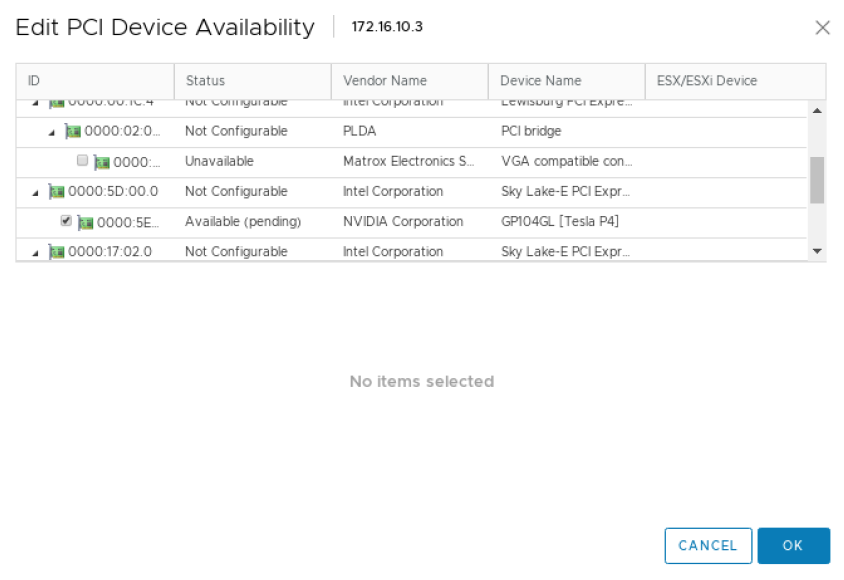 Edit PCI Device Availability 172.16.10.3
ID Status Vendor Name Device Name ESX/ESXi Device
0000:00:1C.4 Not Configurable Intel Corporation Lewisburg PCI Expre...
0000:02:0... Not Configurable PLDA PCI bridge
0000:... Unavailable Matrox Electronics S... VGA compatible con...
0000:5D:00.0 Not Configurable Intel Corporation Sky Lake-E PCI Expr...
0000:5E... Available (pending) NVIDIA Corporation GP104GL [Tesla P4]
0000:17:02.0 Not Configurable Intel Corporation Sky Lake-E PCI Expr...
No items selected
CANCEL OK